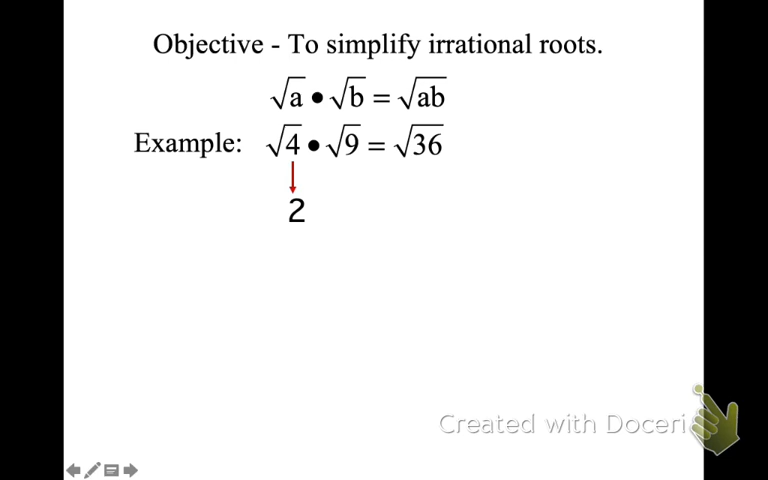 Objective - To simplify irrational roots.
√a • √b = √ab
Example: √4 • √9 = √36
2
Created with Doceri